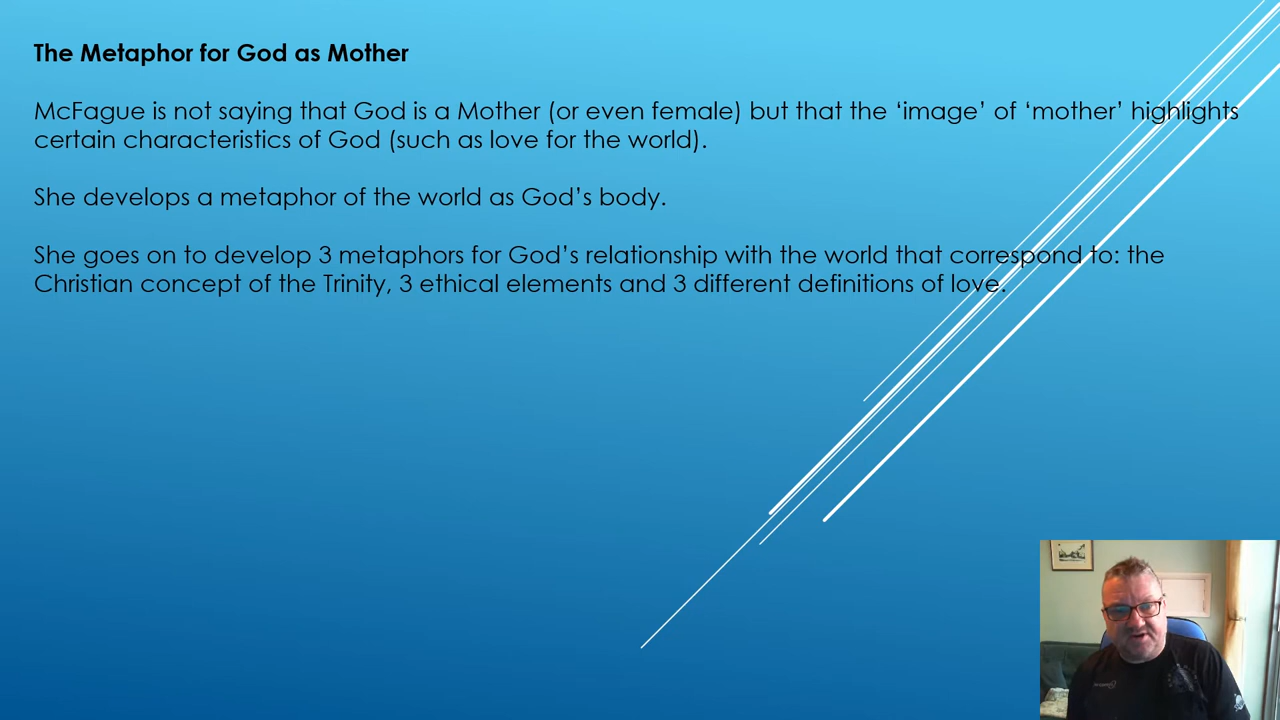 The Metaphor for God as Mother
McFague is not saying that God is a Mother (or even female) but that the ‘image’ of ‘mother’ highlights
certain characteristics of God (such as love for the world).
She develops a metaphor of the world as God’s body.
She goes on to develop 3 metaphors for God’s relationship with the world that correspond to: the
Christian concept of the Trinity, 3 ethical elements and 3 different definitions of love.